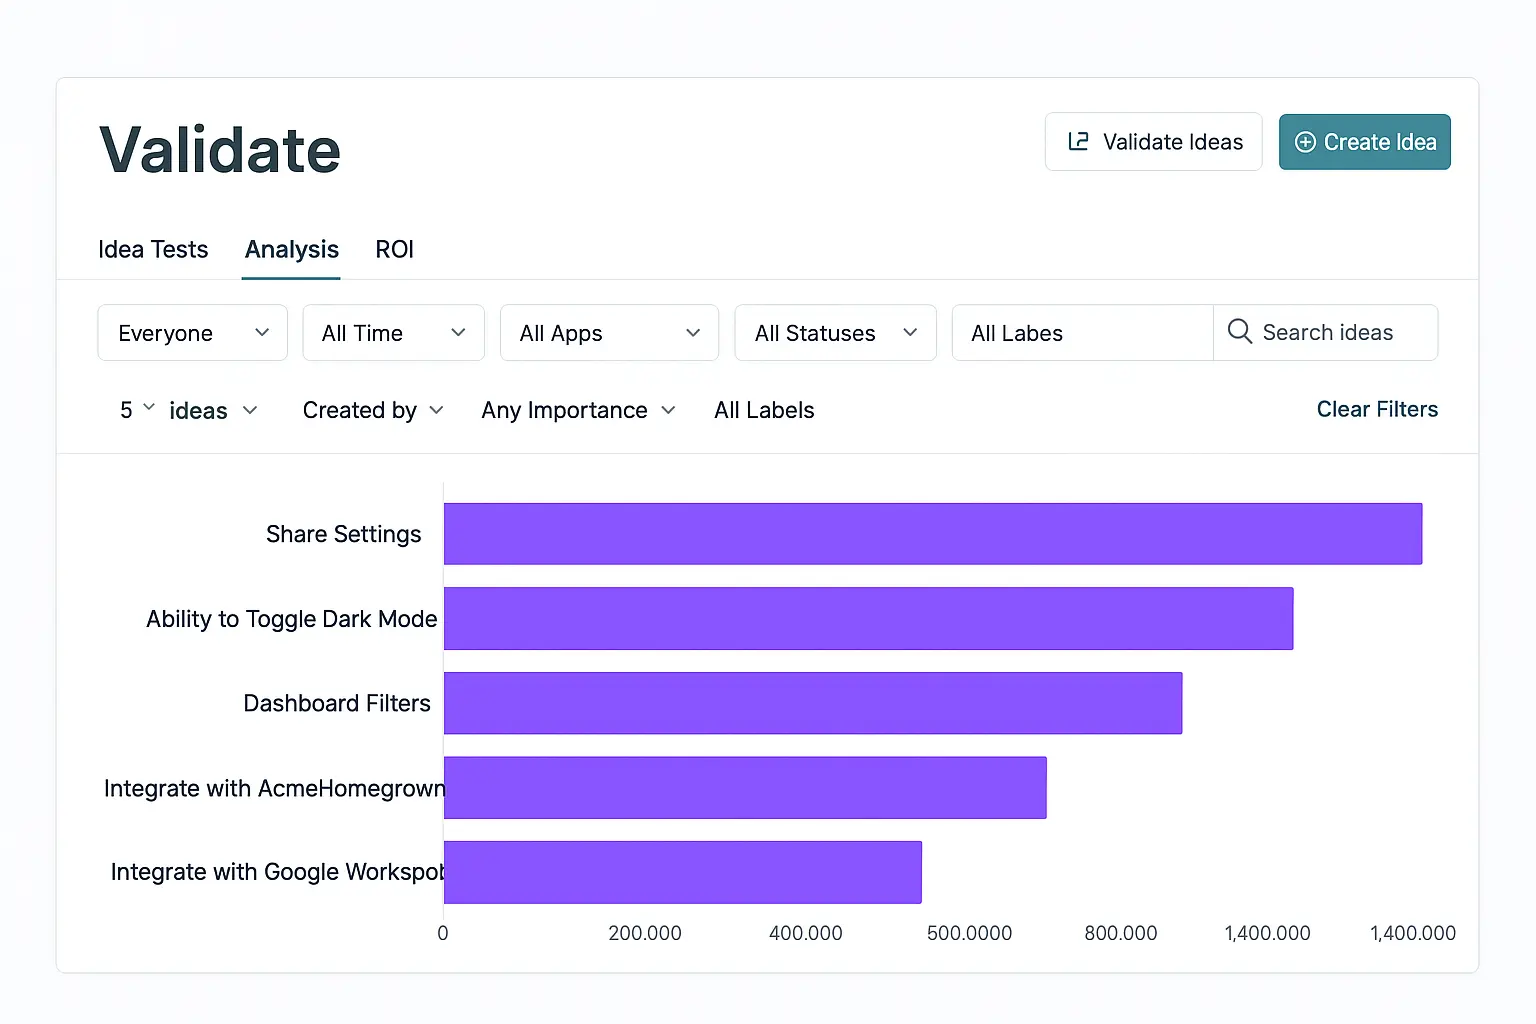 Validate
Validate Ideas
Create Idea
Idea Tests
Analysis
ROI
Everyone
All Time
All Apps
All Statuses
All Labes
Search ideas
5
ideas
Created by
Any Importance
All Labels
Clear Filters
Share Settings
Ability to Toggle Dark Mode
Dashboard Filters
Integrate with AcmeHomegrown
Integrate with Google Workspot
0
200.000
400.000
500.0000
800.000
1,400.000
1,400.000